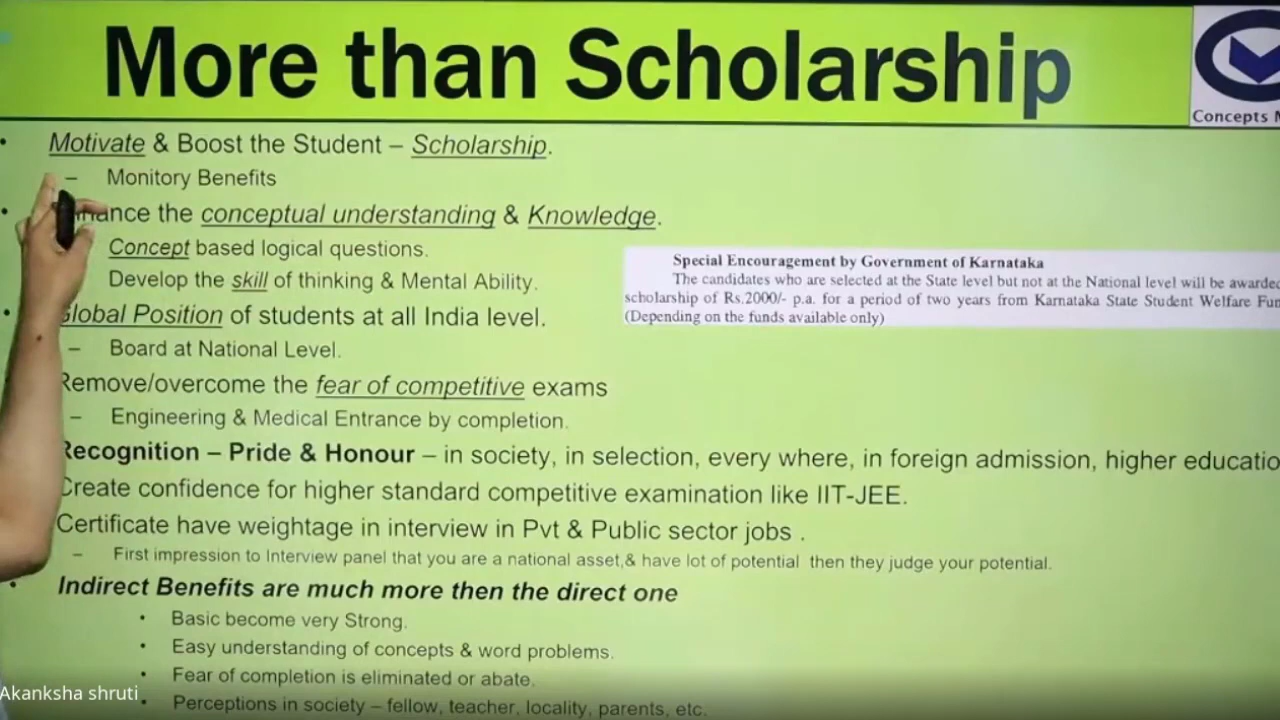 More than Scholarship
Concepts
• Motivate & Boost the Student – Scholarship.
– Monitory Benefits
• the conceptual understanding & Knowledge.
Concept based logical questions.
Develop the skill of thinking & Mental Ability.
Special Encouragement by Government of Karnataka
The candidates who are selected at the State level but not at the National level will be awarded
scholarship of Rs.2000/- p.a. for a period of two years from Karnataka State Student Welfare
(Depending on the funds available only)
• Global Position of students at all India level.
– Board at National Level.
Remove/overcome the fear of competitive exams
– Engineering & Medical Entrance by completion.
Recognition – Pride & Honour – in society, in selection, every where, in foreign admission, higher educatio
Create confidence for higher standard competitive examination like IIT-JEE.
Certificate have weightage in interview in Pvt & Public sector jobs .
– First impression to Interview panel that you are a national asset,& have lot of potential then they judge your potential.
• Indirect Benefits are much more then the direct one
• Basic become very Strong.
• Easy understanding of concepts & word problems.
• Fear of completion is eliminated or abate.
• Perceptions in society – fellow, teacher, locality, parents, etc.
Akanksha shruti